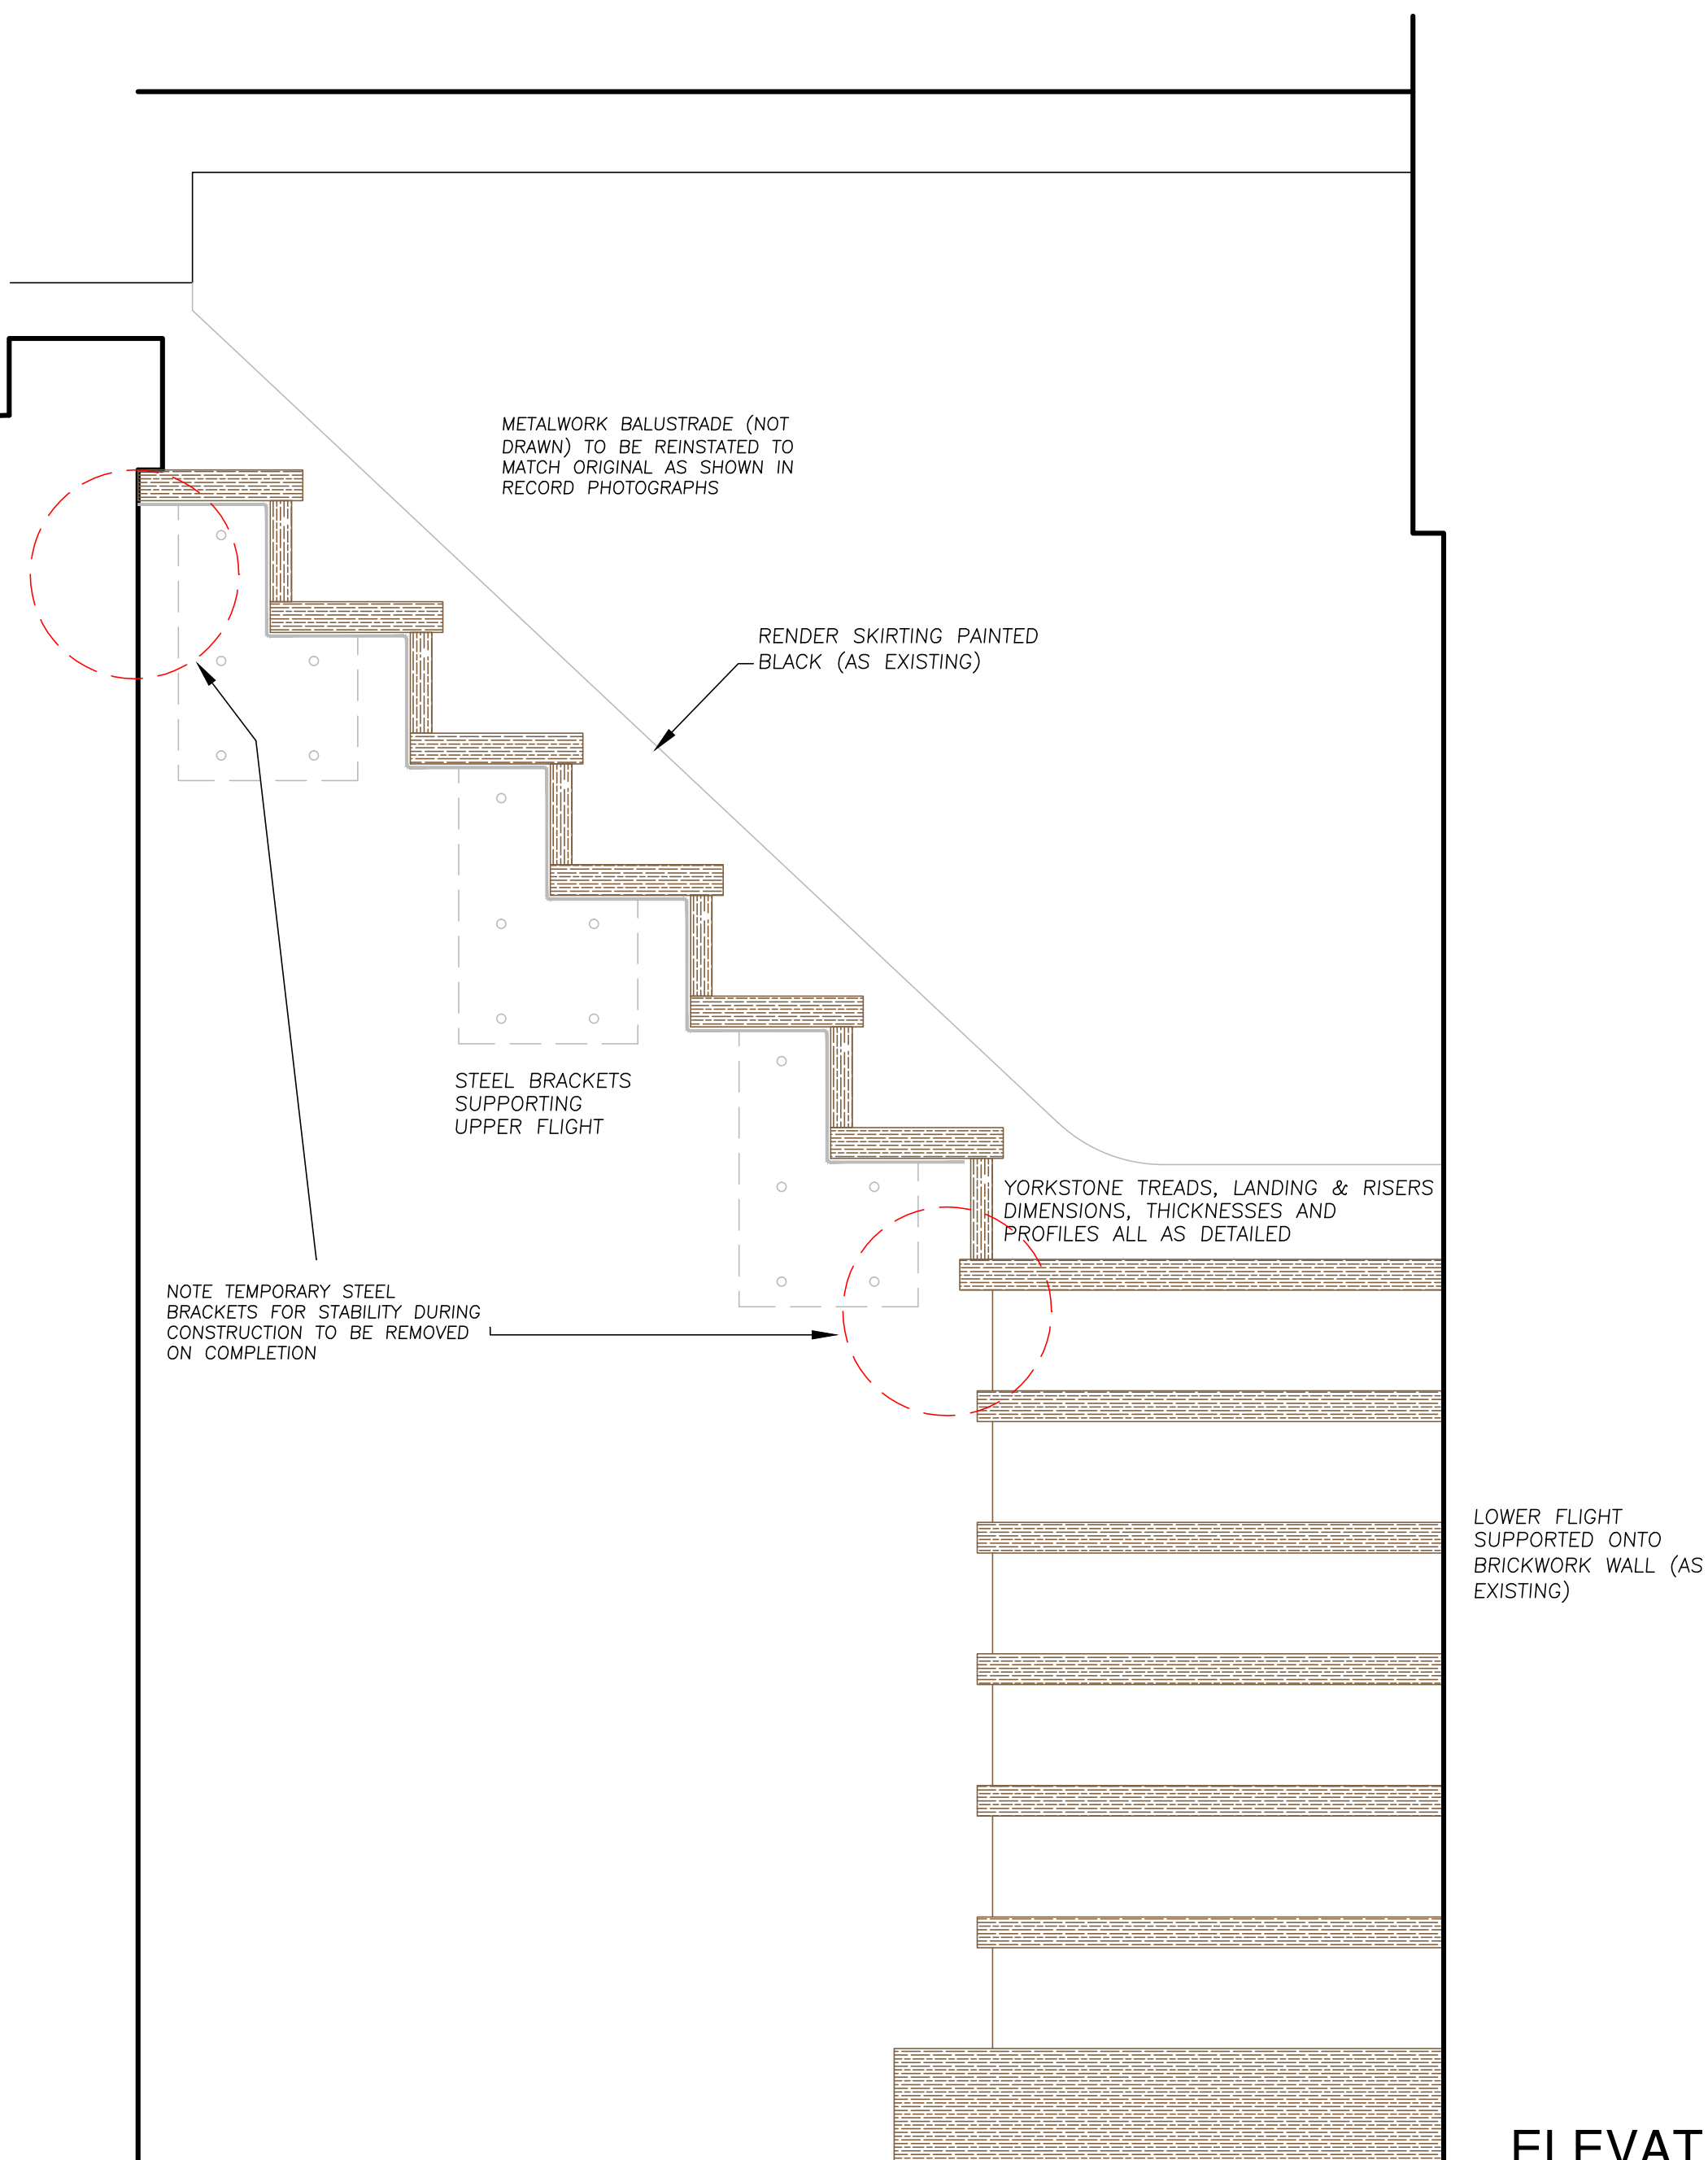 METALWORK BALUSTRADE (NOT
DRAWN) TO BE REINSTATED TO
MATCH ORIGINAL AS SHOWN IN
RECORD PHOTOGRAPHS
RENDER SKIRTING PAINTED
BLACK (AS EXISTING)
STEEL BRACKETS
SUPPORTING
UPPER FLIGHT
YORKSTONE TREADS, LANDING & RISERS
DIMENSIONS, THICKNESSES AND
PROFILES ALL AS DETAILED
NOTE TEMPORARY STEEL
BRACKETS FOR STABILITY DURING
CONSTRUCTION TO BE REMOVED
ON COMPLETION
LOWER FLIGHT
SUPPORTED ONTO
BRICKWORK WALL (AS
EXISTING)
ELEVAT